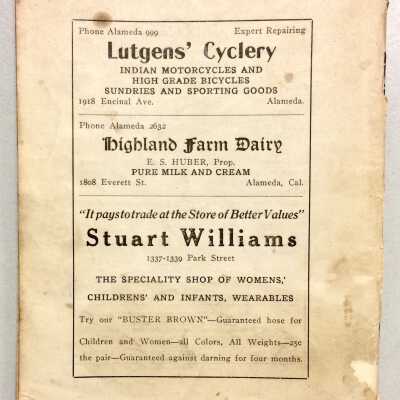 Phone Alameda 999 Expert Repairing
Lutgens' Cyclery
INDIAN MOTORCYCLES AND
HIGH GRADE BICYCLES
SUNDRIES AND SPORTING GOODS
1918 Encinal Ave. Alameda.
Phone Alameda 2632
Highland Farm Dairy
E. S. HUBER, Prop.
PURE MILK AND CREAM
1808 Everett St. Alameda, Cal.
"It pays to trade at the Store of Better Values"
Stuart Williams
1337-1339 Park Street
THE SPECIALITY SHOP OF WOMENS,'
CHILDRENS' AND INFANTS, WEARABLES
Try our "BUSTER BROWN"—Guaranteed hose for
Children and Women—all Colors, All Weights—25c
the pair—Guaranteed against darning for four months.